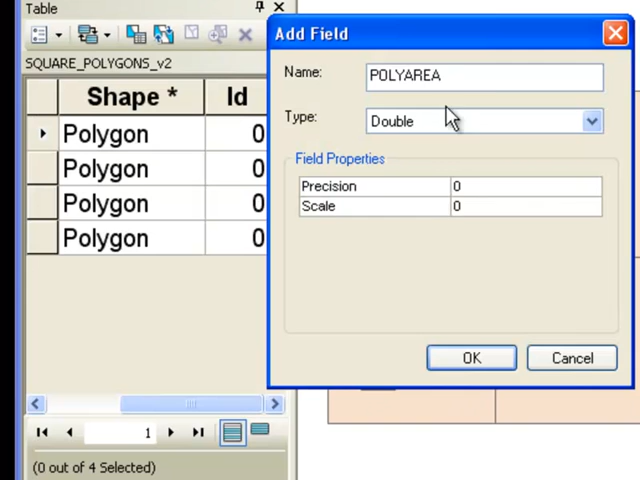 Table
SQUARE_POLYGONS_v2
Shape * Id
Polygon 0
Polygon 0
Polygon 0
Polygon 0
1
(0 out of 4 Selected)
Add Field
Name: POLYAREA
Type: Double
Field Properties
Precision 0
Scale 0
OK Cancel